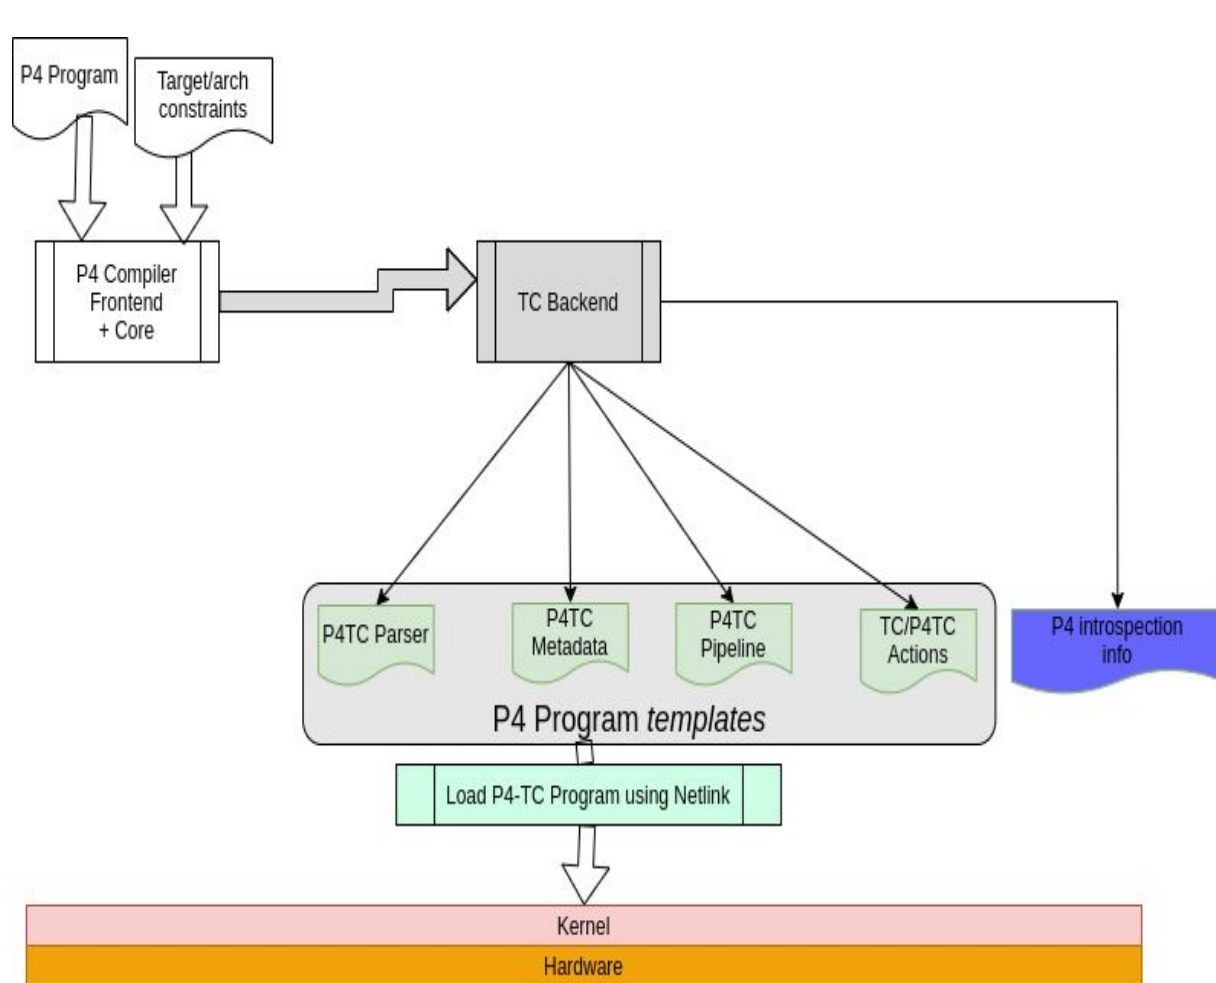 P4 Program
Target/arch
constraints
P4 Compiler
Frontend
+ Core
TC Backend
P4TC Parser
P4TC
Metadata
P4TC
Pipeline
TC/P4TC
Actions
P4 introspection
info
P4 Program templates
Load P4-TC Program using Netlink
Kernel
Hardware